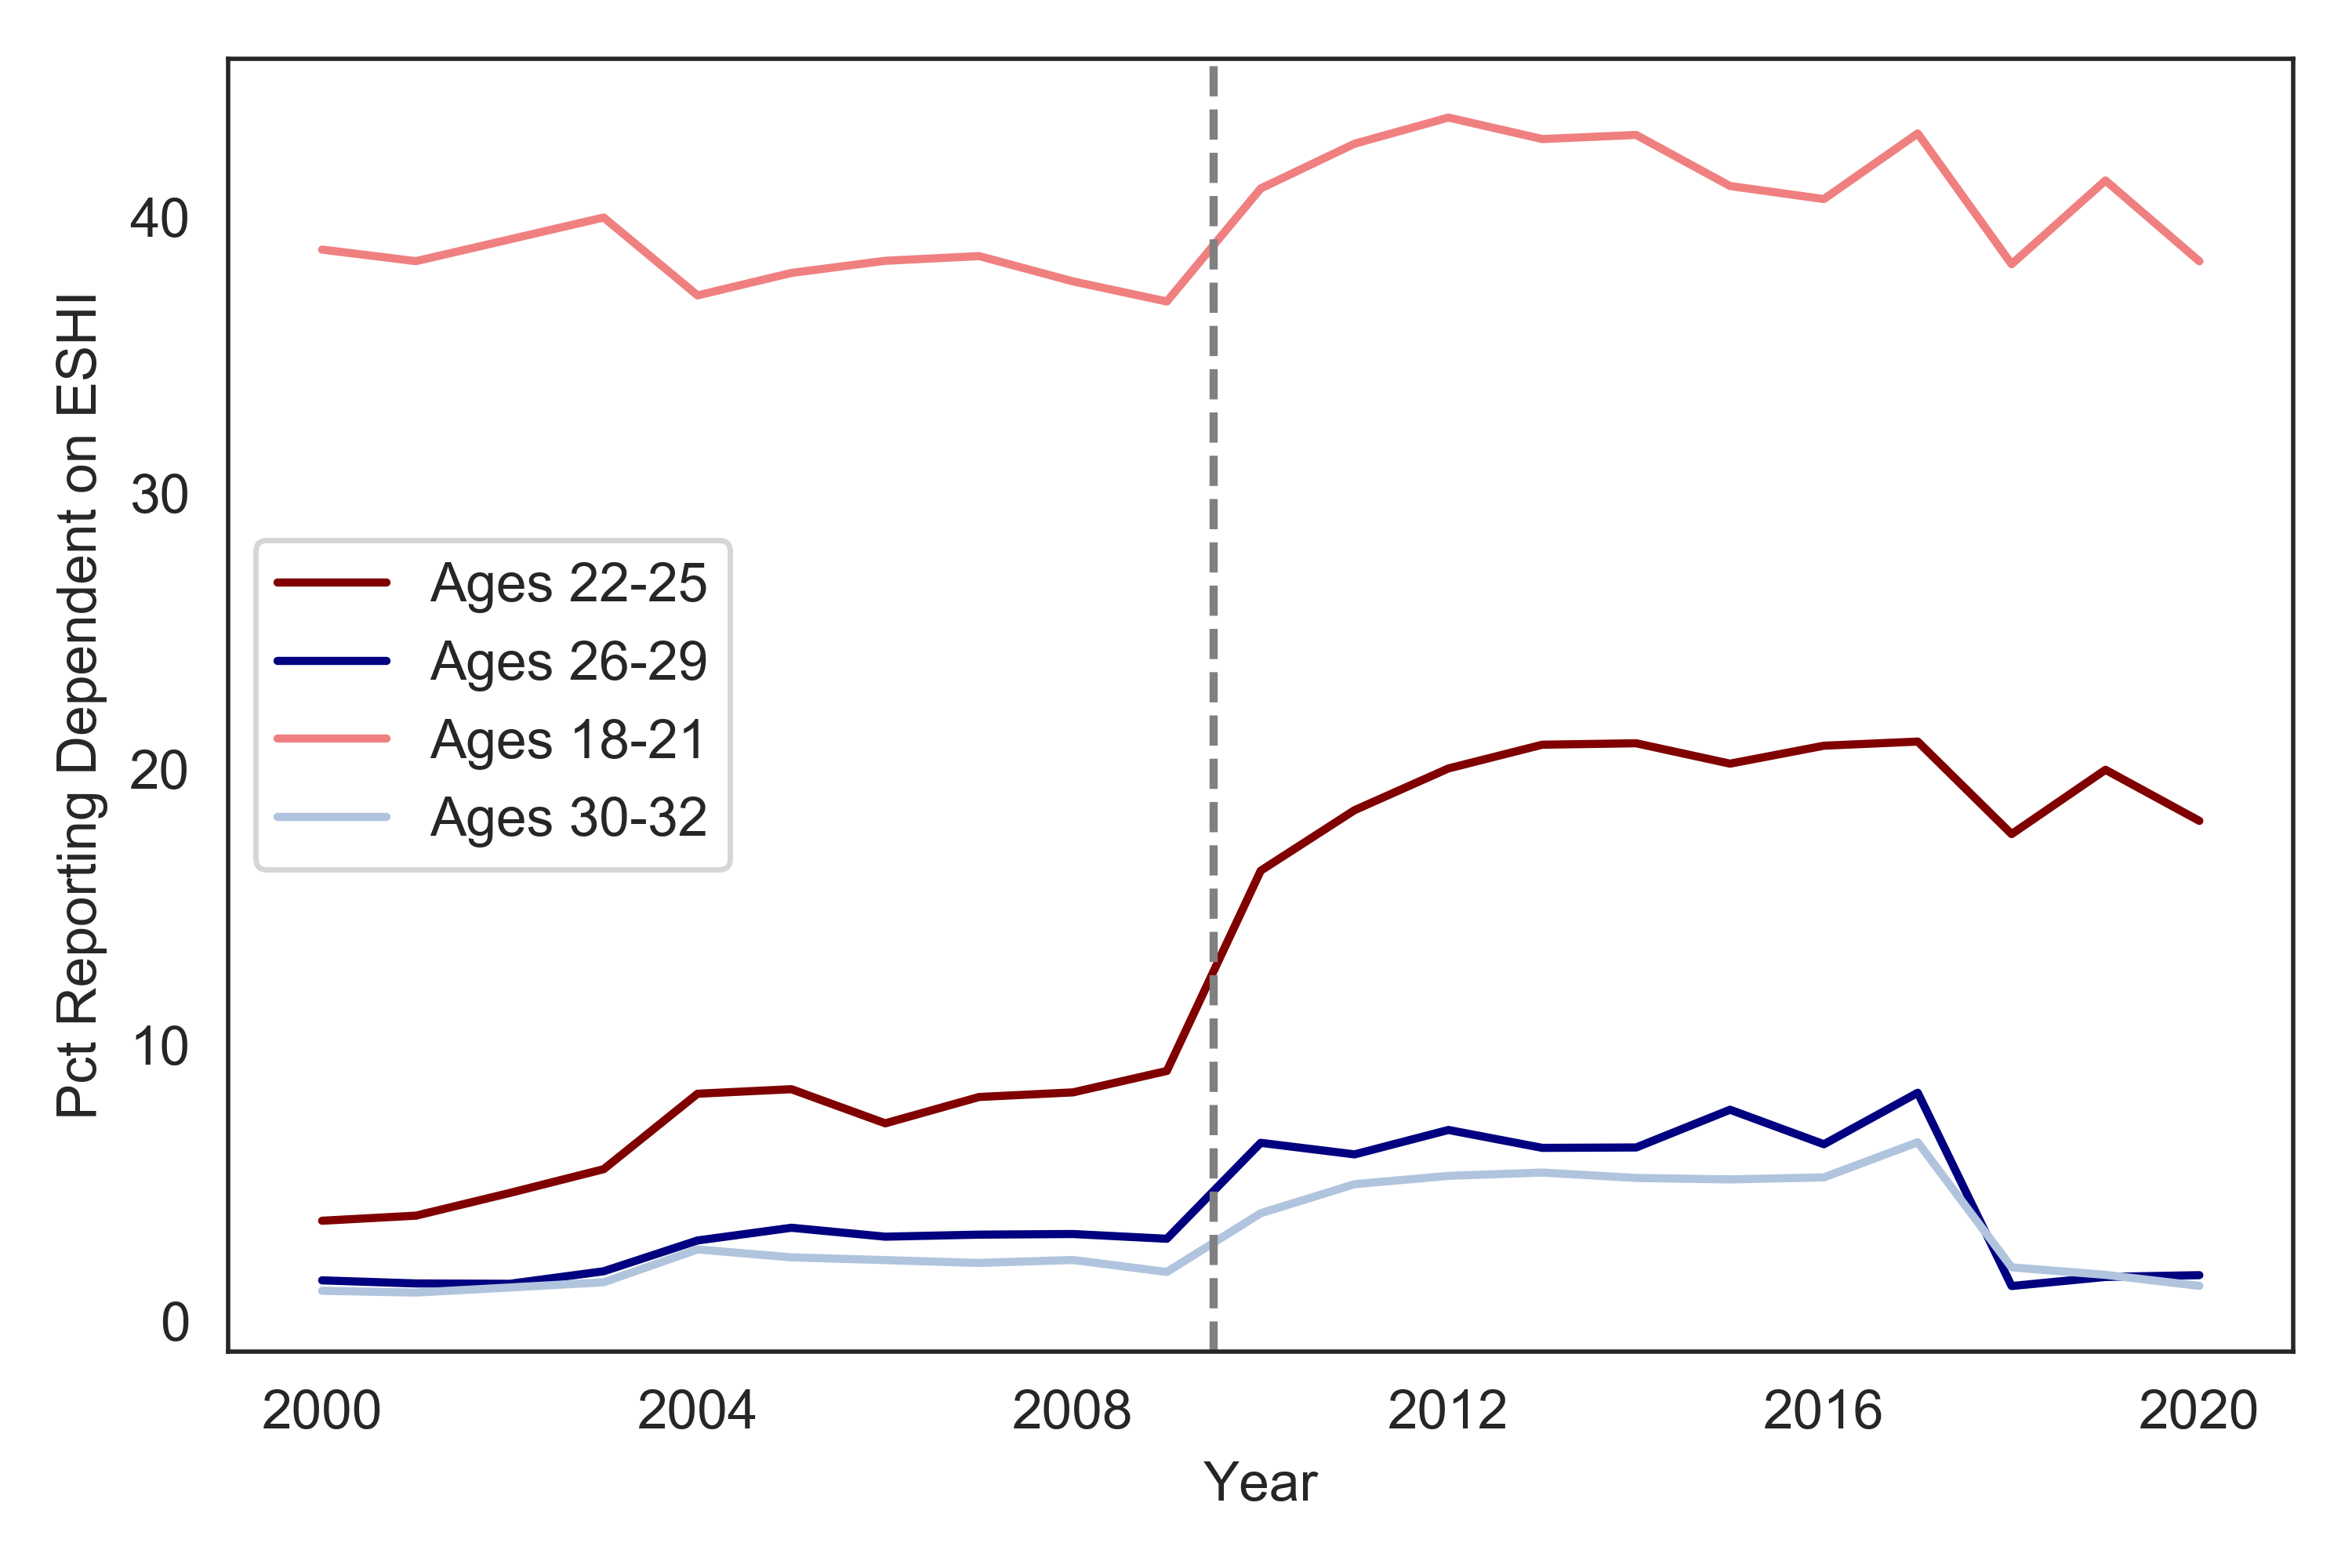 Pct Reporting Dependent on ESHI
40
30
20
10
0
Ages 22-25
Ages 26-29
Ages 18-21
Ages 30-32
2000 2004 2008 2012 2016 2020
Year